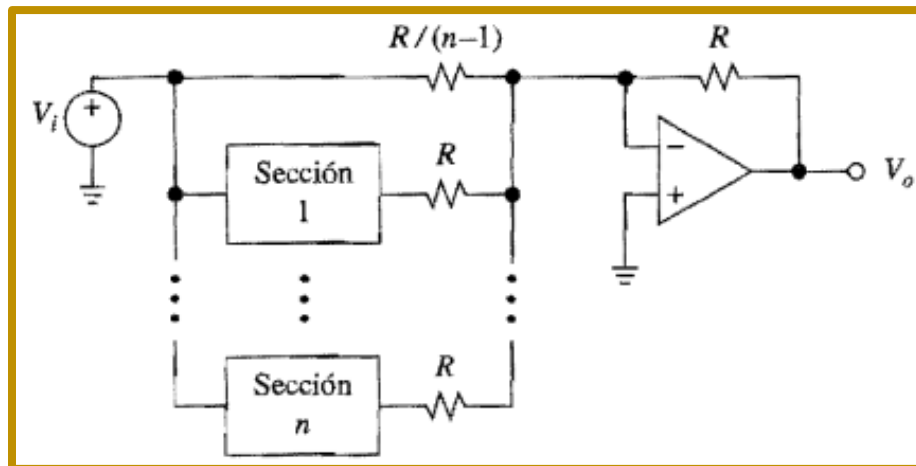 R/(n–1)
R
V_i
+
Sección
1
R
−
+
V_o
Sección
n
R